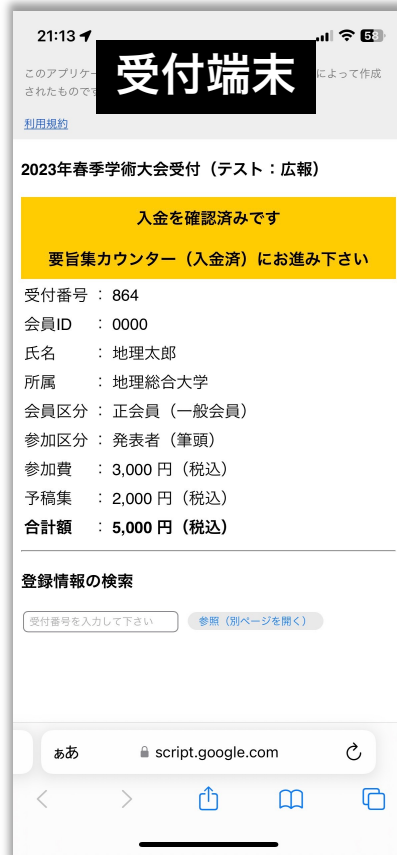 21:13
58
受付端末
このアプリケー によって作成
されたものです
利用規約
2023年春季学術大会受付（テスト：広報）
入金を確認済みです
要旨集カウンター（入金済）にお進み下さい
受付番号 ： 864
会員ID ： 0000
氏名 ： 地理太郎
所属 ： 地理総合大学
会員区分 ： 正会員（一般会員）
参加区分 ： 発表者（筆頭）
参加費 ： 3,000 円（税込）
予稿集 ： 2,000 円（税込）
合計額 ： 5,000 円（税込）
登録情報の検索
受付番号を入力して下さい 参照（別ページを開く）
ぁあ script.google.com